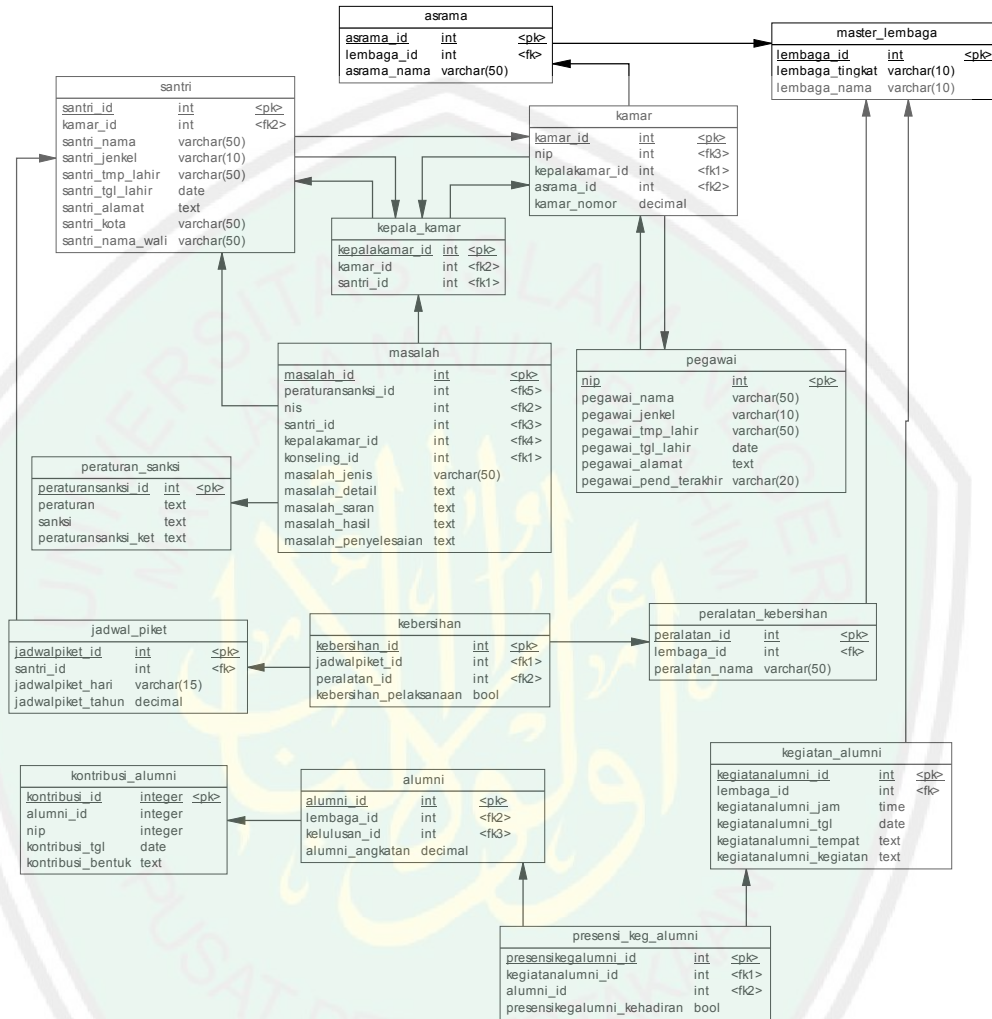 asrama
asrama_id int <pk>
lembaga_id int <fk>
asrama_nama varchar(50)
master_lembaga
lembaga_id int <pk>
lembaga_tingkat varchar(10)
lembaga_nama varchar(10)
santri
santri_id int <pk>
kamar_id int <fk2>
santri_nama varchar(50)
santri_jenkel varchar(10)
santri_tmp_lahir varchar(50)
santri_tgl_lahir date
santri_alamat text
santri_kota varchar(50)
santri_nama_wali varchar(50)
kamar
kamar_id int <pk>
nip int <fk3>
kepalakamar_id int <fk1>
asrama_id int <fk2>
kamar_nomor decimal
kepala_kamar
kepalakamar_id int <pk>
kamar_id int <fk2>
santri_id int <fk1>
masalah
masalah_id int <pk>
peraturansanksi_id int <fk5>
nis int <fk2>
santri_id int <fk3>
kepalakamar_id int <fk4>
konseling_id int <fk1>
masalah_jenis varchar(50)
masalah_detail text
masalah_saran text
masalah_hasil text
masalah_penyelesaian text
pegawai
nip int <pk>
pegawai_nama varchar(50)
pegawai_jenkel varchar(10)
pegawai_tmp_lahir varchar(50)
pegawai_tgl_lahir date
pegawai_alamat text
pegawai_pend_terakhir varchar(20)
peraturan_sanksi
peraturansanksi_id int <pk>
peraturan text
sanksi text
peraturansanksi_ket text
jadwal_piket
jadwalpiket_id int <pk>
santri_id int <fk>
jadwalpiket_hari varchar(15)
jadwalpiket_tahun decimal
kebersihan
kebersihan_id int <pk>
jadwalpiket_id int <fk1>
peralatan_id int <fk2>
kebersihan_pelaksanaan bool
peralatan_kebersihan
peralatan_id int <pk>
lembaga_id int <fk>
peralatan_nama varchar(50)
kontribusi_alumni
kontribusi_id integer <pk>
alumni_id integer
nip integer
kontribusi_tgl date
kontribusi_bentuk text
alumni
alumni_id int <pk>
lembaga_id int <fk2>
kelulusan_id int <fk3>
alumni_angkatan decimal
kegiatan_alumni
kegiatanalumni_id int <pk>
lembaga_id int <fk>
kegiatanalumni_jam time
kegiatanalumni_tgl date
kegiatanalumni_tempat text
kegiatanalumni_kegiatan text
presensi_keg_alumni
presensikegalumni_id int <pk>
kegiatanalumni_id int <fk1>
alumni_id int <fk2>
presensikegalumni_kehadiran bool